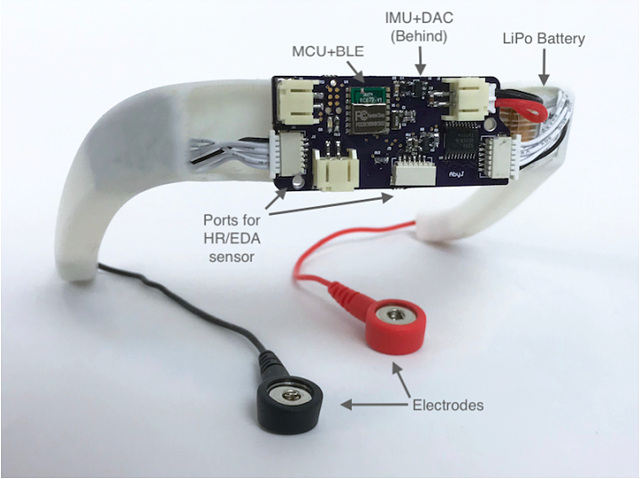 IMU+DAC
(Behind)
MCU+BLE
LiPo Battery
Ports for
HR/EDA
sensor
Electrodes